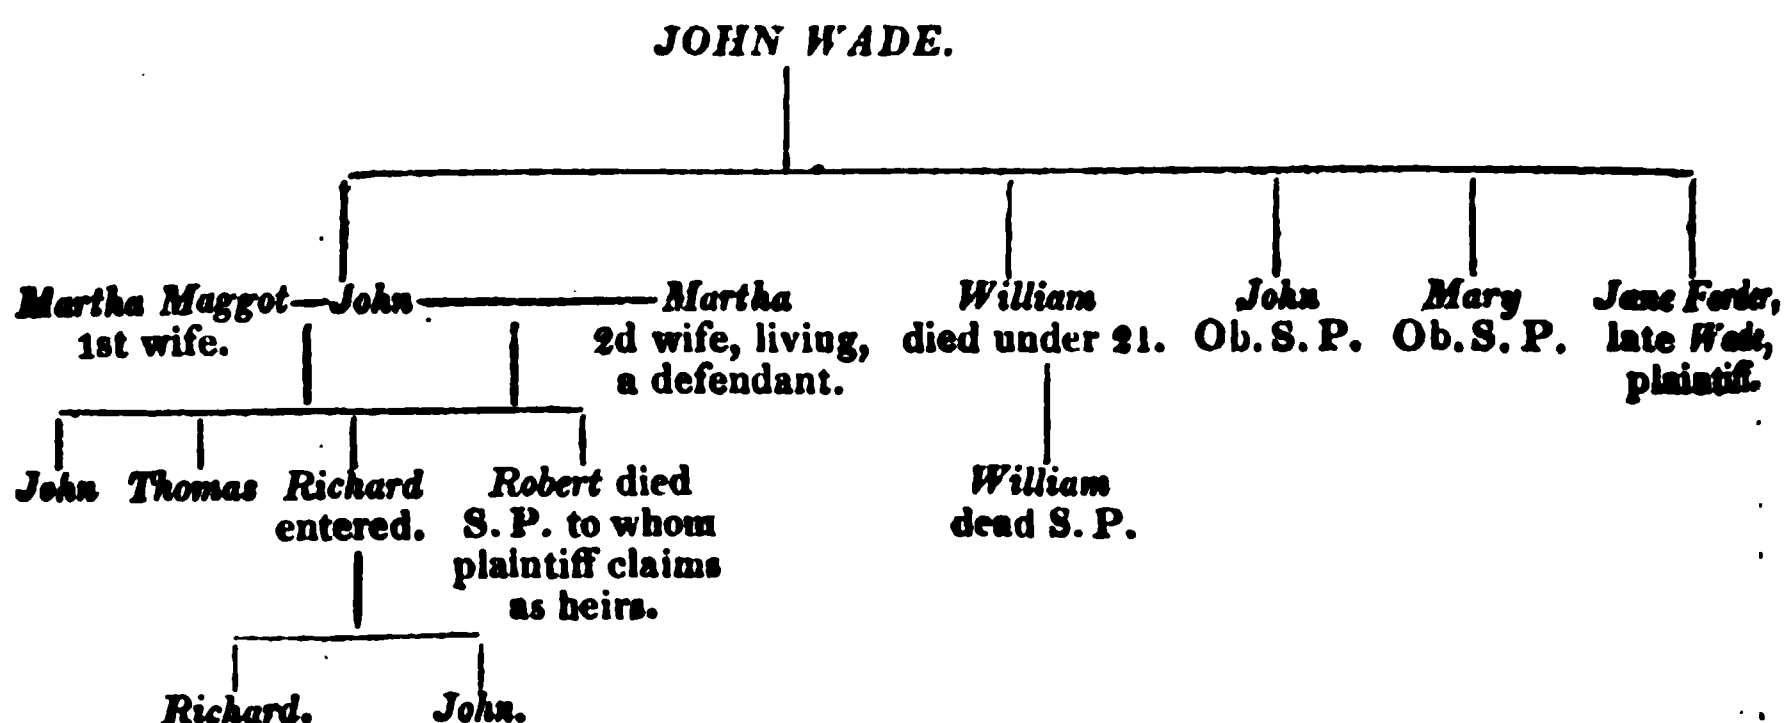 JOHN WADE.
Martha Maggot—John—Martha
1st wife.
2d wife, living,
a defendant.
William
died under 21.
John
Ob. S. P.
Mary
Ob. S. P.
Jane Forder,
late Wade,
plaintiff.
John
Thomas
Richard
entered.
Robert died
S. P. to whom
plaintiff claims
as heirs.
William
dead S. P.
Richard.
John.